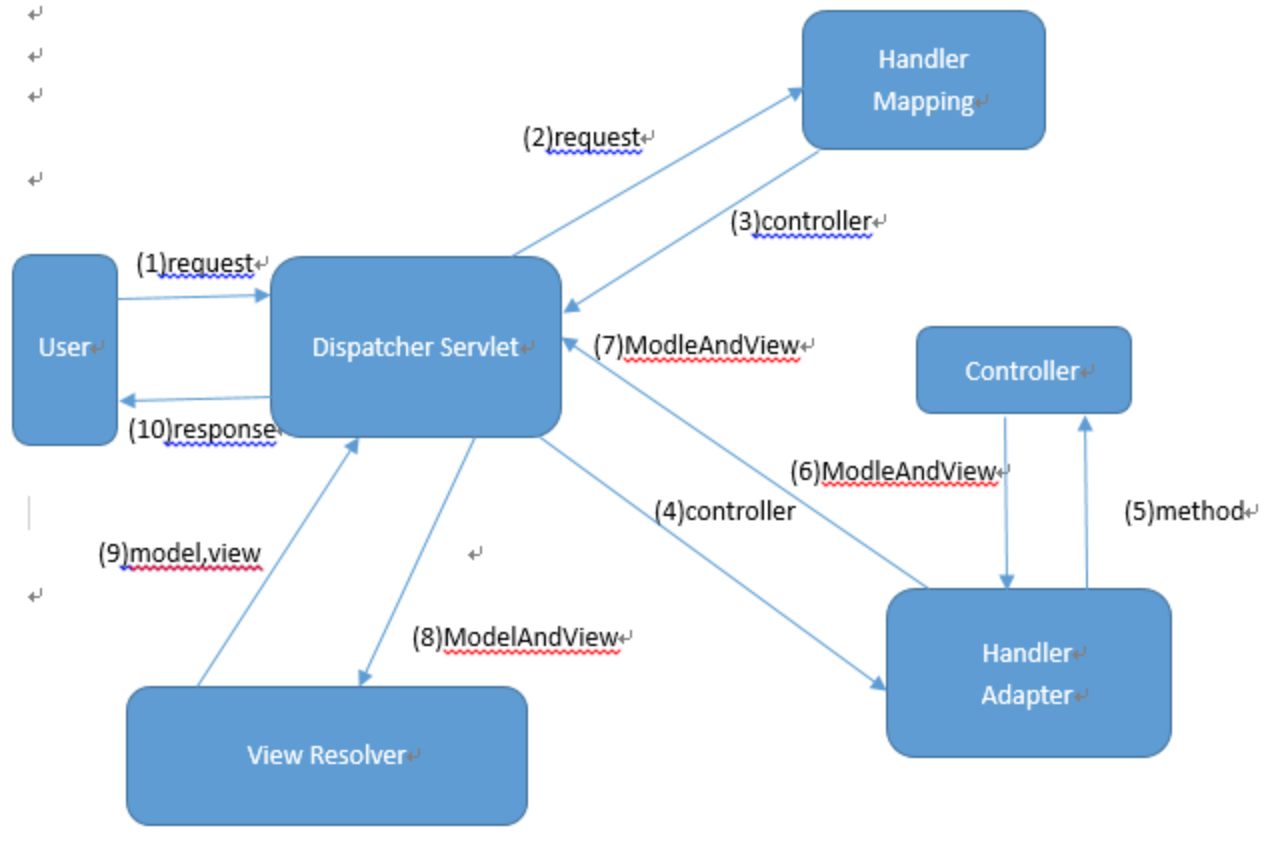 Handler
Mapping
(2)request
(3)controller
(1)request
User
Dispatcher Servlet
(7)ModleAndView
Controller
(10)response
(6)ModleAndView
(4)controller
(5)method
(9)model,view
(8)ModelAndView
Handler
Adapter
View Resolver